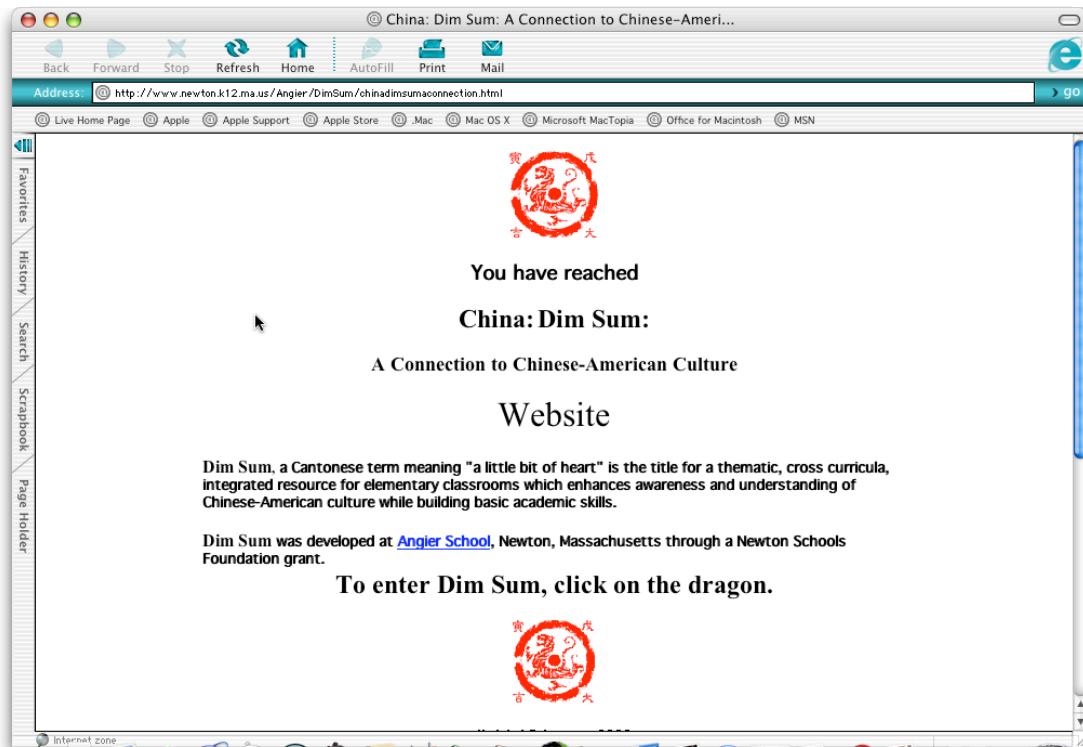 China: Dim Sum: A Connection to Chinese-Ameri...
Back Forward Stop Refresh Home AutoFill Print Mail
Address: http://www.newton.k12.ma.us/Angier/DimSum/chinadimsumaconnection.html go
Live Home Page Apple Apple Support Apple Store .Mac Mac OS X Microsoft MacTopia Office for Macintosh MSN
Favorites
History
Search
Scrapbook
Page Holder
寅 戊
吉 大
You have reached
China: Dim Sum:
A Connection to Chinese-American Culture
Website
Dim Sum, a Cantonese term meaning "a little bit of heart" is the title for a thematic, cross curricula,
integrated resource for elementary classrooms which enhances awareness and understanding of
Chinese-American culture while building basic academic skills.
Dim Sum was developed at Angier School, Newton, Massachusetts through a Newton Schools
Foundation grant.
To enter Dim Sum, click on the dragon.
寅 戊
吉 大
Internet zone